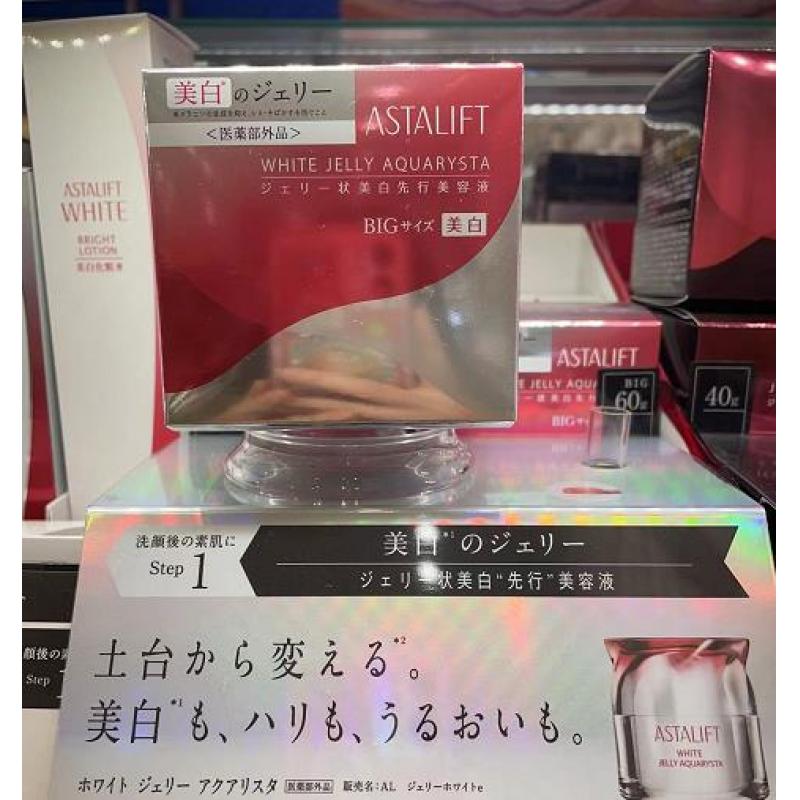 美白*のジェリー
<医薬部外品>
ASTALIFT
WHITE JELLY AQUARYSTA
ジェリー状美白先行美容液
BIGサイズ 美白
ASTALIFT
WHITE
BRIGHT
LOTION
美白化粧水
ASTALIFT
BIG
60g
40g
洗顔後の素肌に
Step 1
美白*1のジェリー
ジェリー状美白“先行”美容液
土台から変える*2。
美白*1も、ハリも、うるおいも。
ホワイト ジェリー アクアリスタ 医薬部外品 販売名:AL ジェリーホワイトe
ASTALIFT
WHITE
JELLY AQUARYSTA
Step